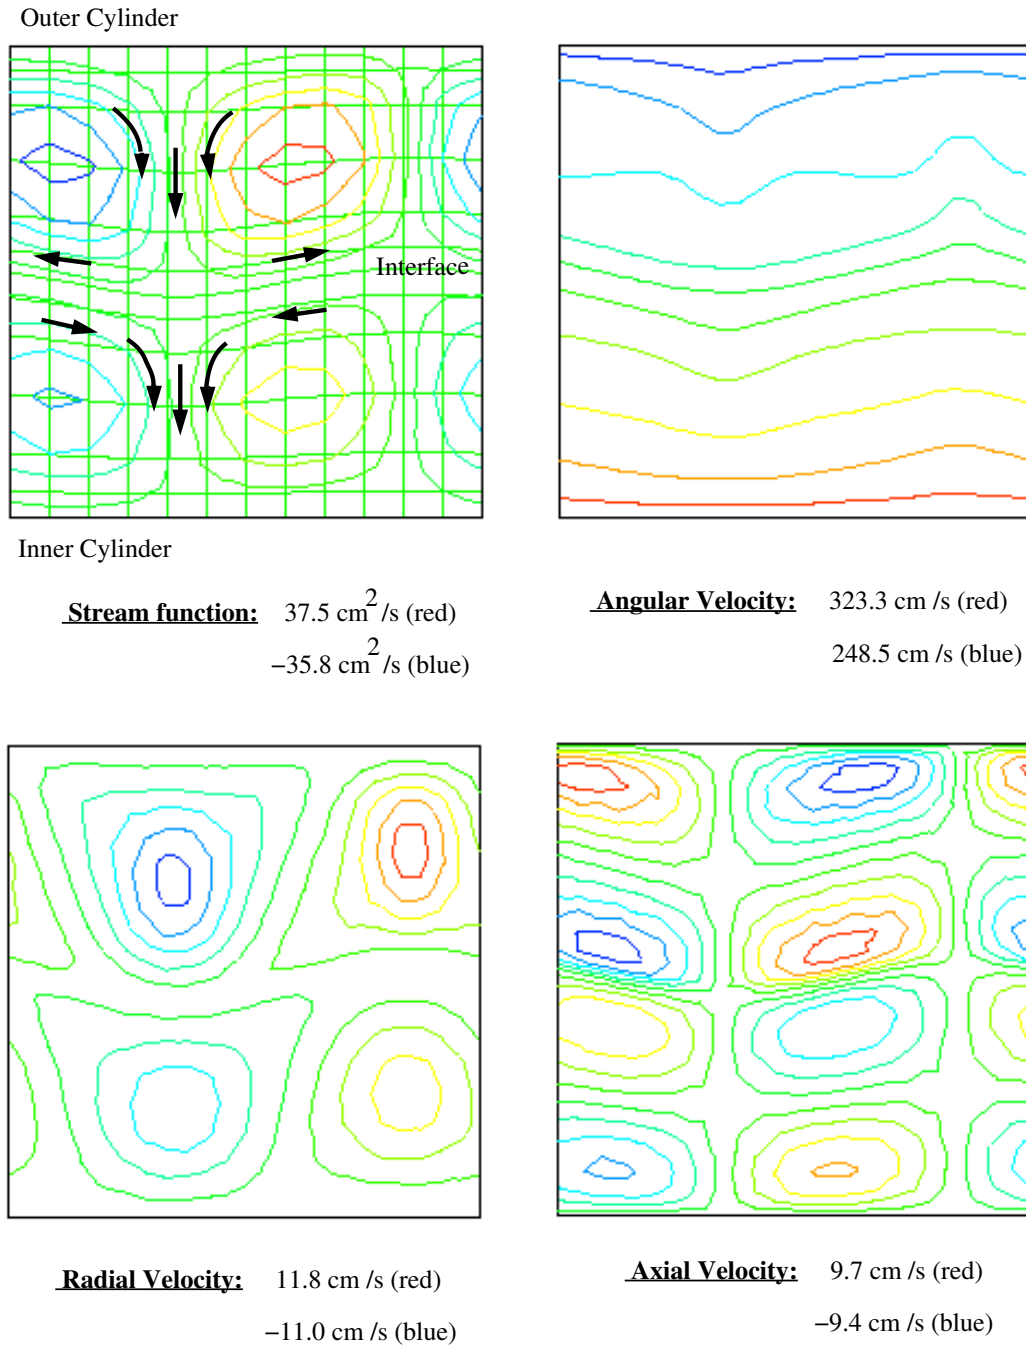 Outer Cylinder
Interface
Inner Cylinder
Stream function: 37.5 cm2/s (red)
−35.8 cm2/s (blue)
Angular Velocity: 323.3 cm /s (red)
248.5 cm /s (blue)
Radial Velocity: 11.8 cm /s (red)
−11.0 cm /s (blue)
Axial Velocity: 9.7 cm /s (red)
−9.4 cm /s (blue)